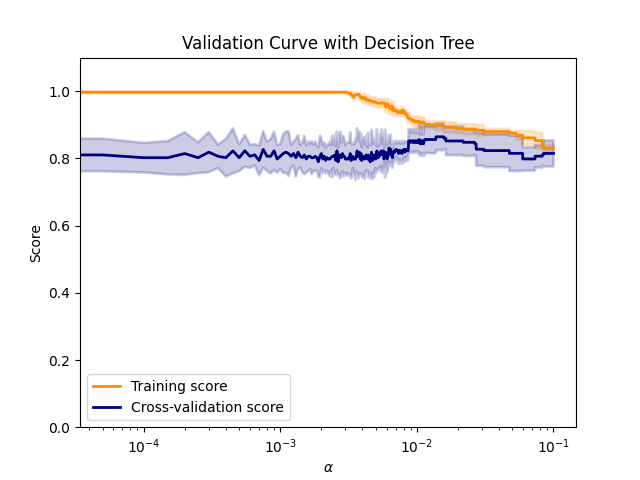 Validation Curve with Decision Tree
Score
1.0
0.8
0.6
0.4
0.2
0.0
Training score
Cross-validation score
10⁻⁴
10⁻³
10⁻²
10⁻¹
α